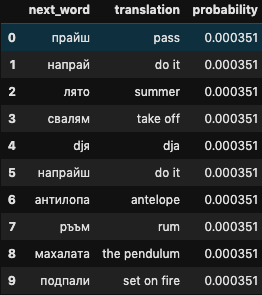 next_word translation probability
0 прайш pass 0.000351
1 напрай do it 0.000351
2 лято summer 0.000351
3 свалям take off 0.000351
4 djя dja 0.000351
5 напрайш do it 0.000351
6 антилопа antelope 0.000351
7 ръъм rum 0.000351
8 махалата the pendulum 0.000351
9 подпали set on fire 0.000351